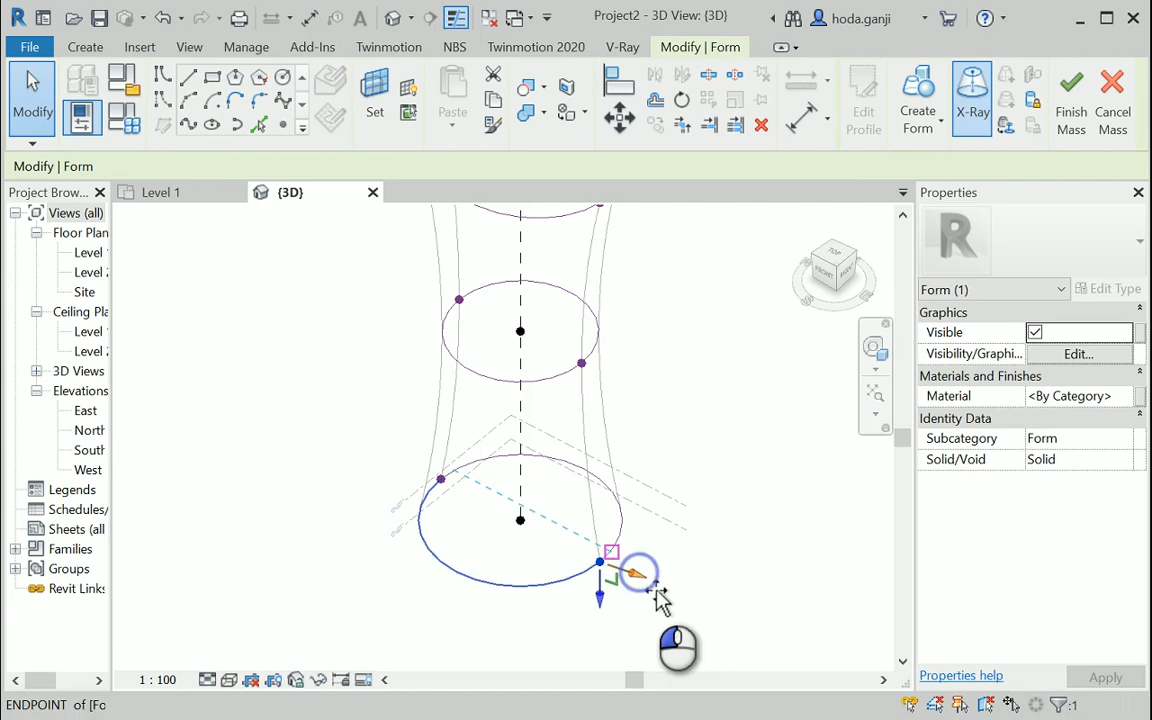 Project2 - 3D View: {3D}
hoda.ganji
File
Create
Insert
View
Manage
Add-Ins
Twinmotion
NBS
Twinmotion 2020
V-Ray
Modify | Form
Modify
Set
Paste
Edit
Profile
Create
Form
X-Ray
Finish
Mass
Cancel
Mass
Modify | Form
Project Brow...
Level 1
{3D}
Properties
Views (all)
Floor Plan
Level
Level
Site
Ceiling Pla
Level
Level
3D Views
Elevations
East
North
South
West
Legends
Schedules/
Sheets (all
Families
Groups
Revit Links
TOP
FRONT
RIGHT
R
Form (1)
Edit Type
Graphics
Visible
Visibility/Graphi...
Edit...
Materials and Finishes
Material
<By Category>
Identity Data
Subcategory
Form
Solid/Void
Solid
Properties help
Apply
1 : 100
ENDPOINT of [Fo
:1